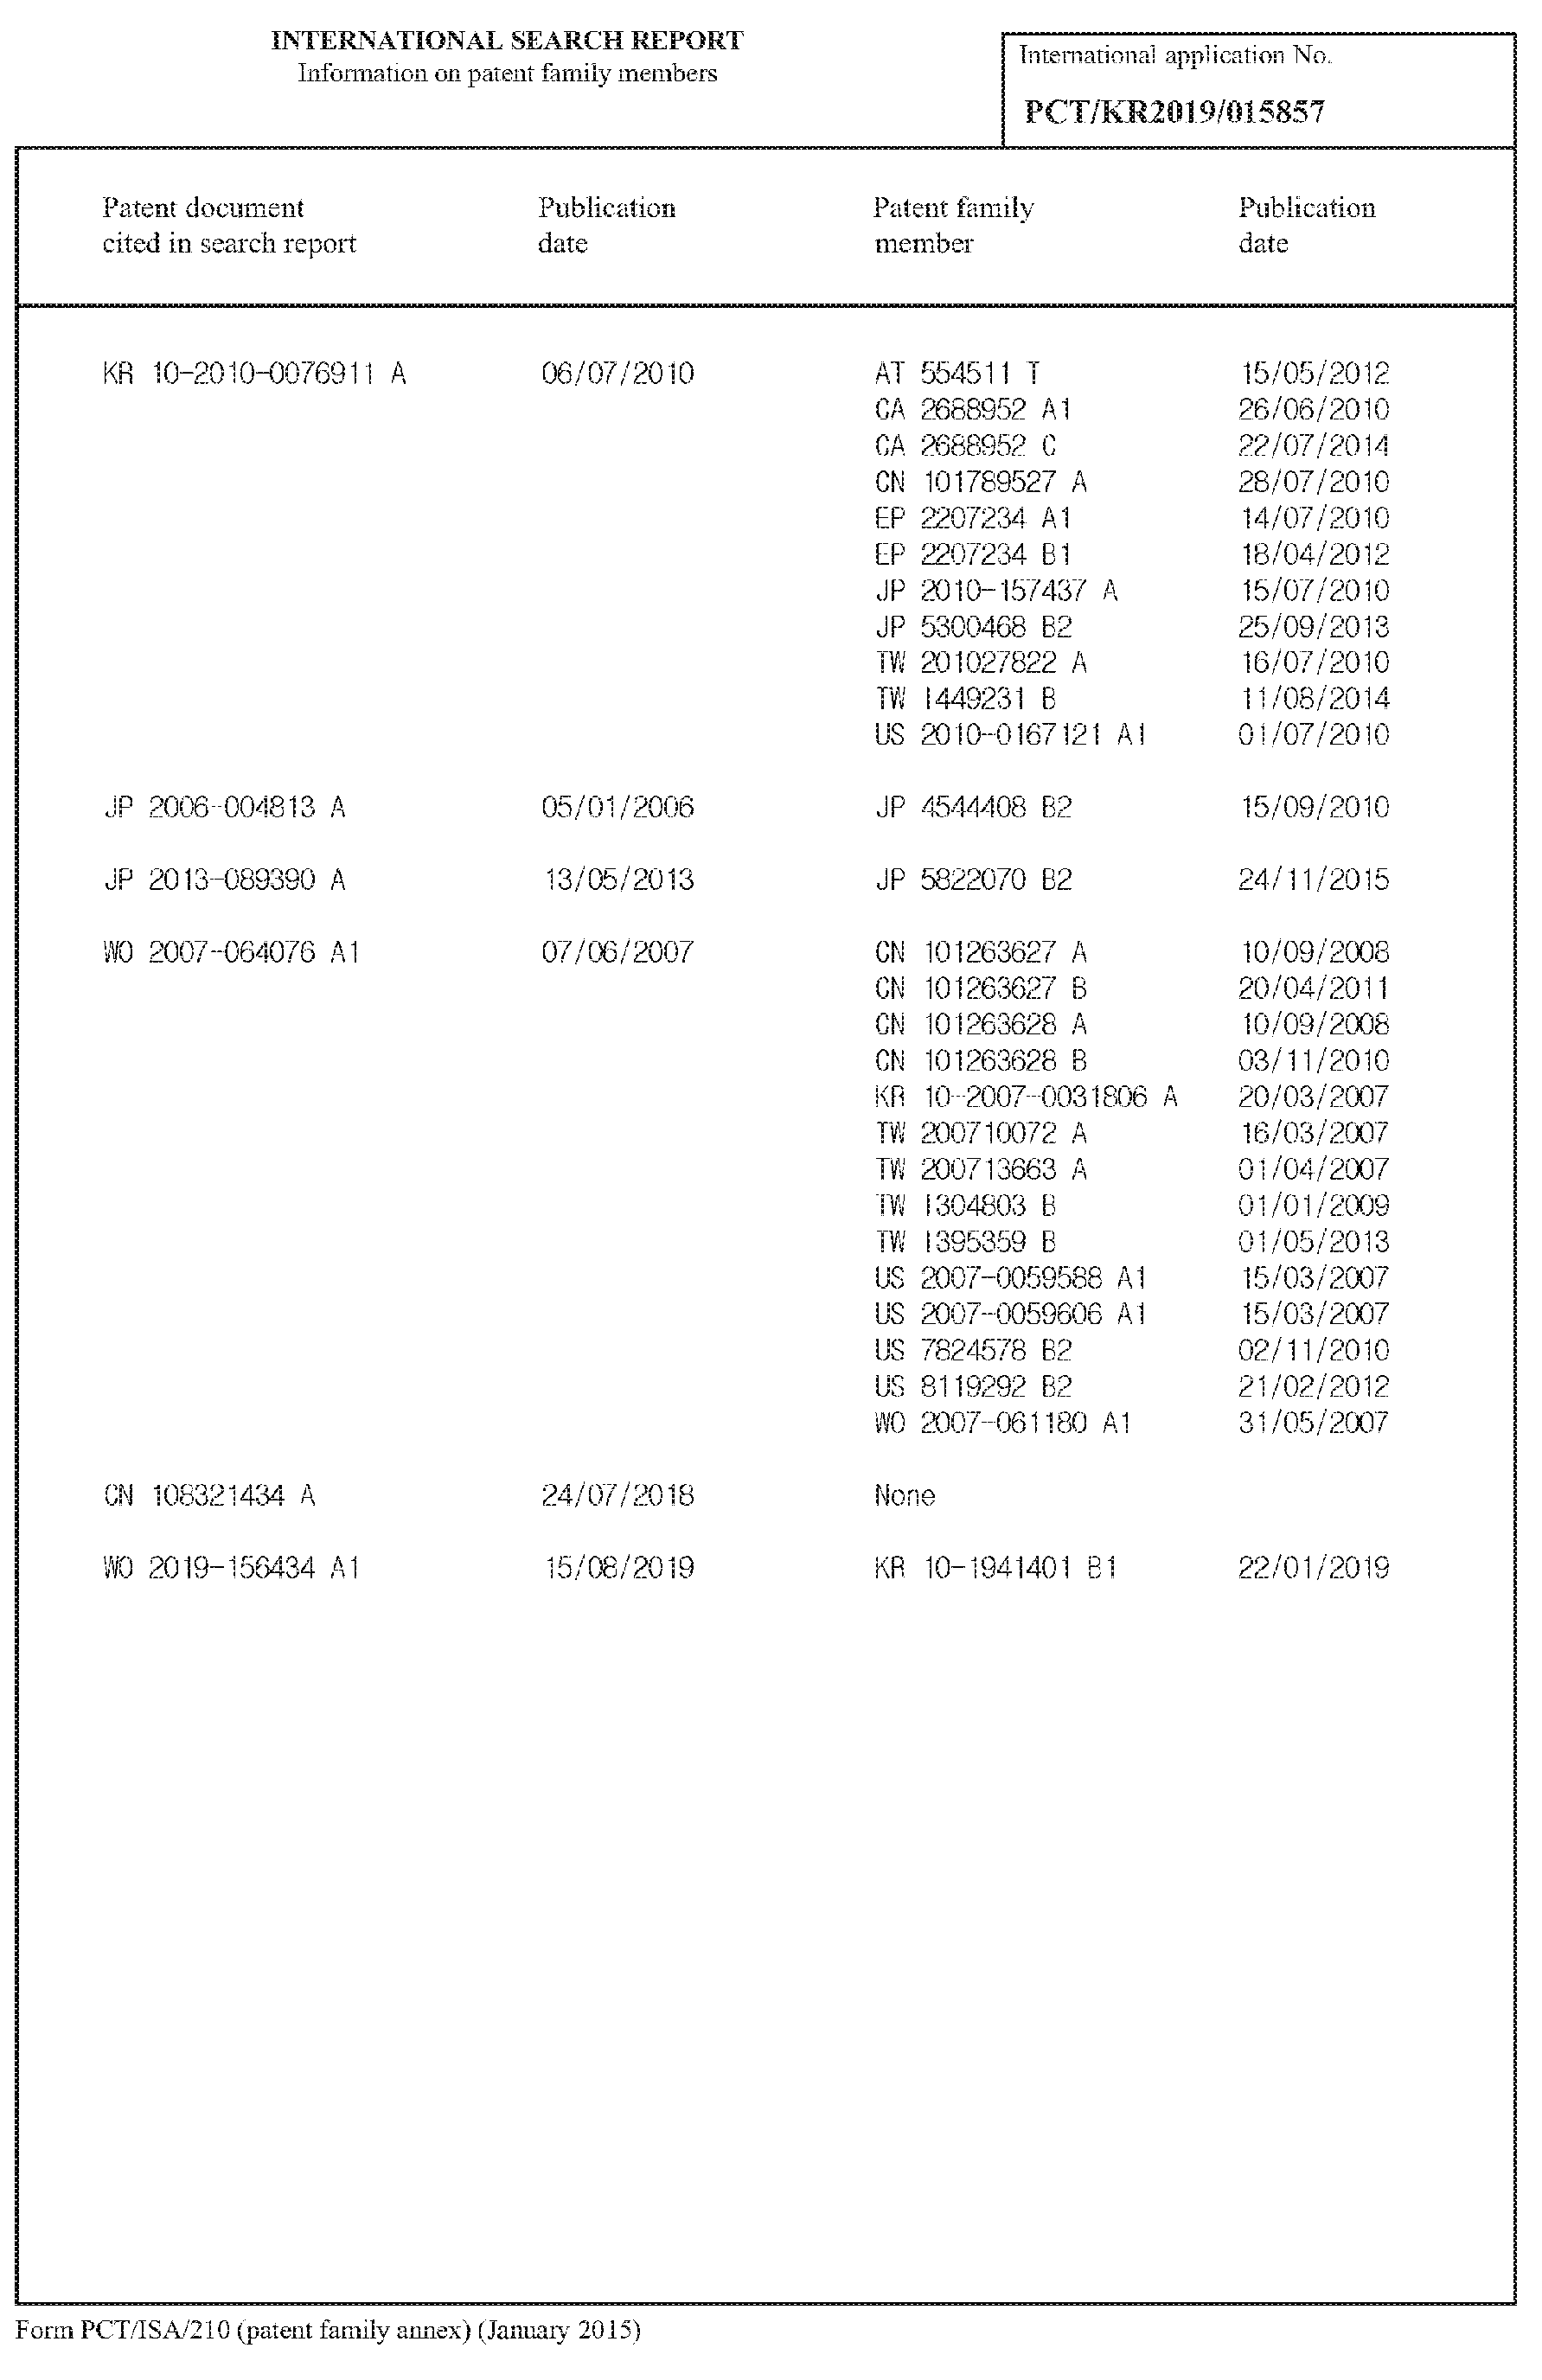 INTERNATIONAL SEARCH REPORT
Information on patent family members
International application No.
PCT/KR2019/015857
Patent document cited in search report
Publication date
Patent family member
Publication date
KR 10-2010-0076911 A 06/07/2010 AT 554511 T 15/05/2012
CA 2688952 A1 26/06/2010
CA 2688952 C 22/07/2014
CN 101789527 A 28/07/2010
EP 2207234 A1 14/07/2010
EP 2207234 B1 18/04/2012
JP 2010-157437 A 15/07/2010
JP 5300468 B2 25/09/2013
TW 201027822 A 16/07/2010
TW I449231 B 11/08/2014
US 2010-0167121 A1 01/07/2010
JP 2006-004813 A 05/01/2006 JP 4544408 B2 15/09/2010
JP 2013-089390 A 13/05/2013 JP 5822070 B2 24/11/2015
WO 2007-064076 A1 07/06/2007 CN 101263627 A 10/09/2008
CN 101263627 B 20/04/2011
CN 101263628 A 10/09/2008
CN 101263628 B 03/11/2010
KR 10-2007-0031806 A 20/03/2007
TW 200710072 A 16/03/2007
TW 200713663 A 01/04/2007
TW I304803 B 01/01/2009
TW I395359 B 01/05/2013
US 2007-0059588 A1 15/03/2007
US 2007-0059606 A1 15/03/2007
US 7824578 B2 02/11/2010
US 8119292 B2 21/02/2012
WO 2007-061180 A1 31/05/2007
CN 108321434 A 24/07/2018 None
WO 2019-156434 A1 15/08/2019 KR 10-1941401 B1 22/01/2019
Form PCT/ISA/210 (patent family annex) (January 2015)